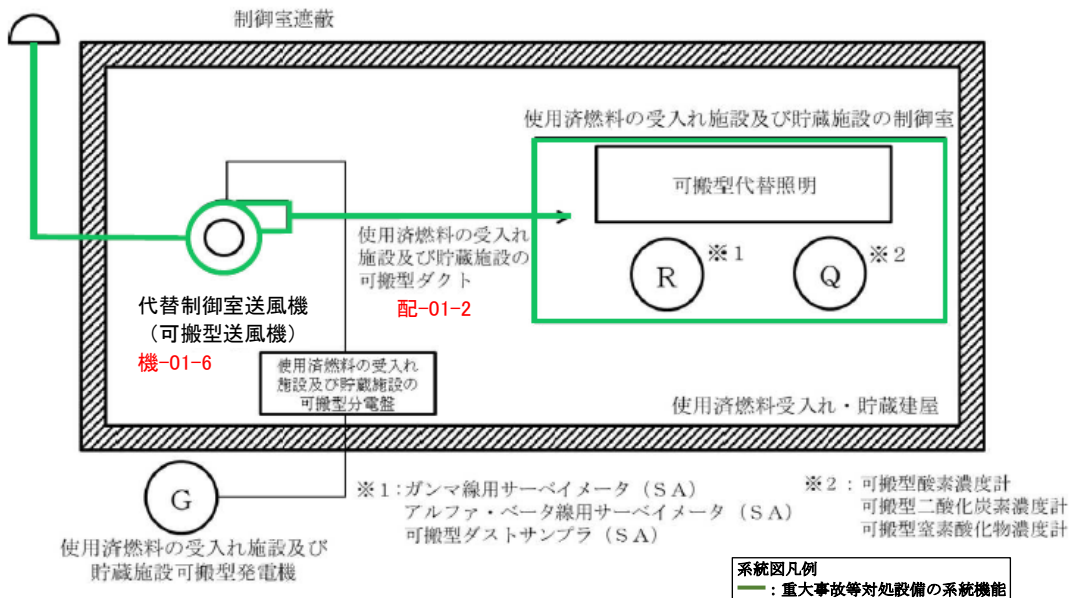 制御室遮蔽
使用済燃料の受入れ施設及び貯蔵施設の制御室
可搬型代替照明
R
※1
Q
※2
使用済燃料の受入れ
施設及び貯蔵施設の
可搬型ダクト
配-01-2
代替制御室送風機
（可搬型送風機）
機-01-6
使用済燃料の受入れ
施設及び貯蔵施設の
可搬型分電盤
使用済燃料受入れ・貯蔵建屋
G
使用済燃料の受入れ施設及び
貯蔵施設可搬型発電機
※1：ガンマ線用サーベイメータ（ＳＡ）
アルファ・ベータ線用サーベイメータ（ＳＡ）
可搬型ダストサンプラ（ＳＡ）
※２：可搬型酸素濃度計
可搬型二酸化炭素濃度計
可搬型窒素酸化物濃度計
系統図凡例
：重大事故等対処設備の系統機能